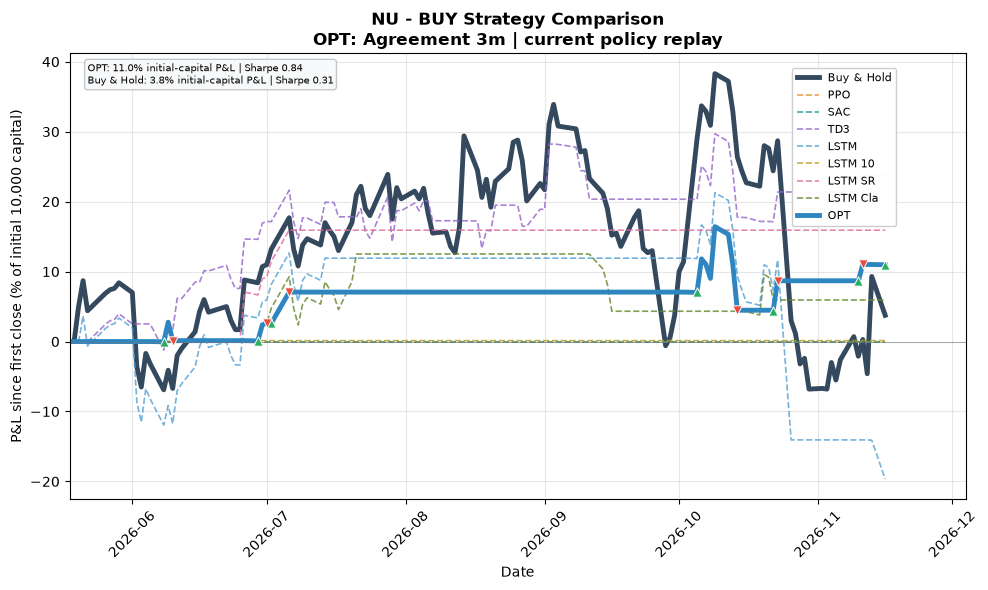 NU - BUY Strategy Comparison
OPT: Agreement 3m | current policy replay
OPT: 11.0% initial-capital P&L | Sharpe 0.84
Buy & Hold: 3.8% initial-capital P&L | Sharpe 0.31
Buy & Hold
PPO
SAC
TD3
LSTM
LSTM 10
LSTM SR
LSTM Cla
OPT
P&L since first close (% of initial 10,000 capital)
40
30
20
10
0
−10
−20
2026-06
2026-07
2026-08
2026-09
2026-10
2026-11
2026-12
Date